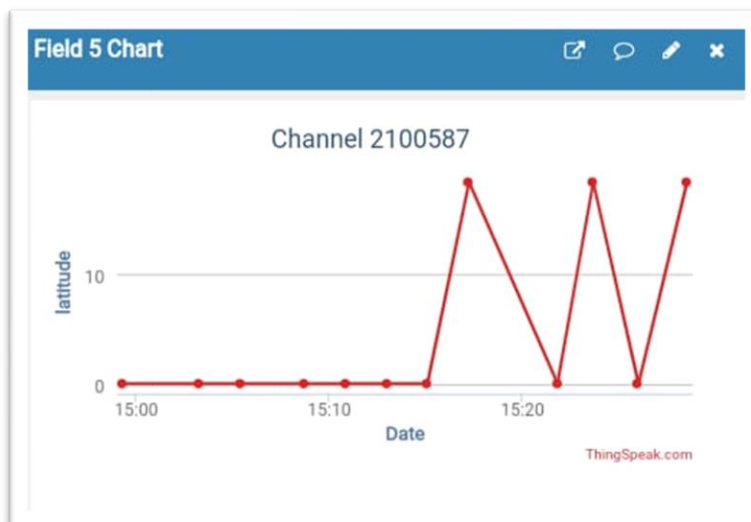 Field 5 Chart
Channel 2100587
latitude
10
0
15:00 15:10 15:20
Date
ThingSpeak.com